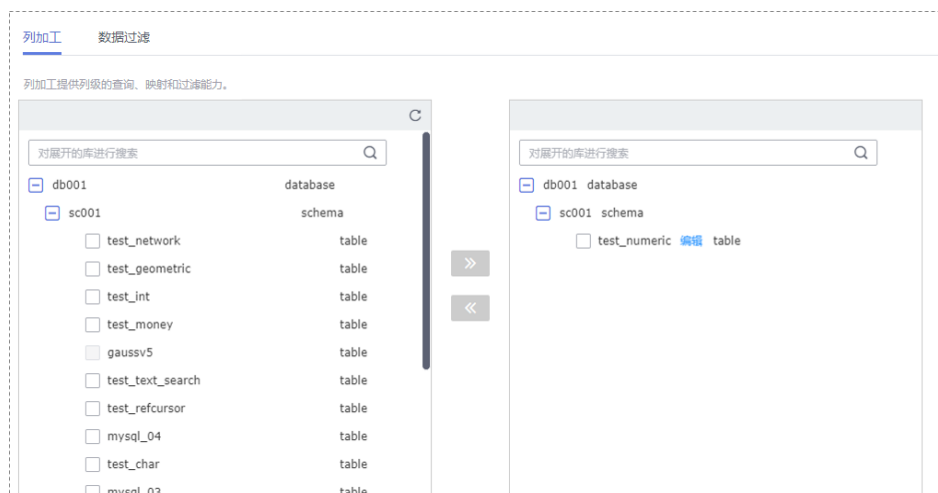 列加工 数据过滤
列加工提供列级的查询、映射和过滤能力。
对展开的库进行搜索
db001 database
sc001 schema
test_network table
test_geometric table
test_int table
test_money table
gaussv5 table
test_text_search table
test_refcursor table
mysql_04 table
test_char table
mysql_03 table
对展开的库进行搜索
db001 database
sc001 schema
test_numeric 编辑 table